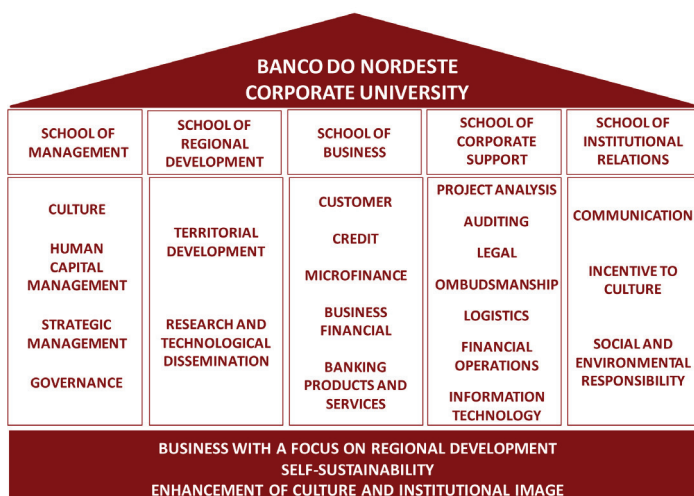 BANCO DO NORDESTE
CORPORATE UNIVERSITY
SCHOOL OF
MANAGEMENT
SCHOOL OF
REGIONAL
DEVELOPMENT
SCHOOL OF
BUSINESS
SCHOOL OF
CORPORATE
SUPPORT
SCHOOL OF
INSTITUTIONAL
RELATIONS
CULTURE
HUMAN
CAPITAL
MANAGEMENT
STRATEGIC
MANAGEMENT
GOVERNANCE
TERRITORIAL
DEVELOPMENT
RESEARCH AND
TECHNOLOGICAL
DISSEMINATION
CUSTOMER
CREDIT
MICROFINANCE
BUSINESS
FINANCIAL
BANKING
PRODUCTS AND
SERVICES
PROJECT ANALYSIS
AUDITING
LEGAL
OMBUDSMANSHIP
LOGISTICS
FINANCIAL
OPERATIONS
INFORMATION
TECHNOLOGY
COMMUNICATION
INCENTIVE TO
CULTURE
SOCIAL AND
ENVIRONMENTAL
RESPONSIBILITY
BUSINESS WITH A FOCUS ON REGIONAL DEVELOPMENT
SELF-SUSTAINABILITY
ENHANCEMENT OF CULTURE AND INSTITUTIONAL IMAGE